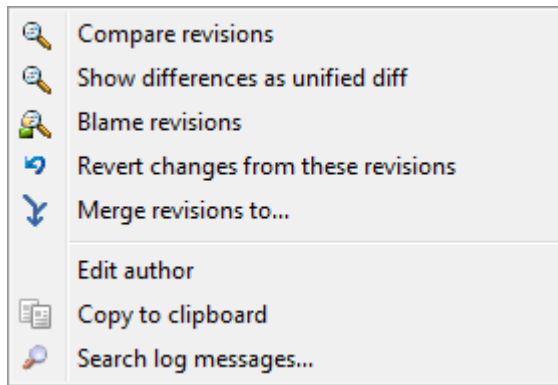 Compare revisions
Show differences as unified diff
Blame revisions
Revert changes from these revisions
Merge revisions to...
Edit author
Copy to clipboard
Search log messages...